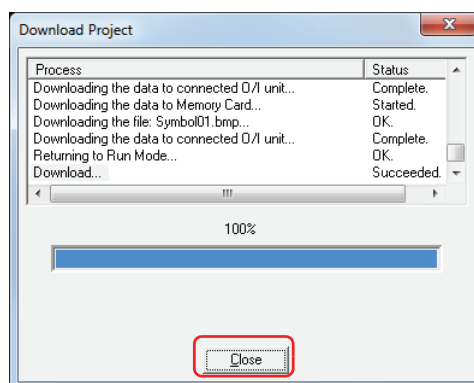 Download Project
Process Status
Downloading the data to connected O/I unit... Complete.
Downloading the data to Memory Card... Started.
Downloading the file: Symbol01.bmp... OK.
Downloading the data to connected O/I unit... Complete.
Returning to Run Mode... OK.
Download... Succeeded.
100%
Close